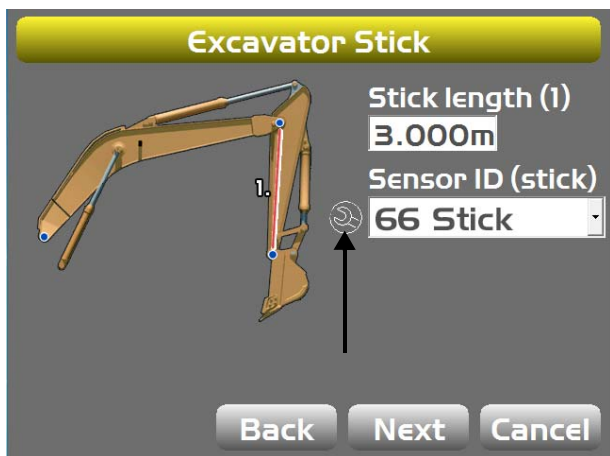 Excavator Stick
Stick length (1)
3.000m
Sensor ID (stick)
1.
66 Stick
Back Next Cancel